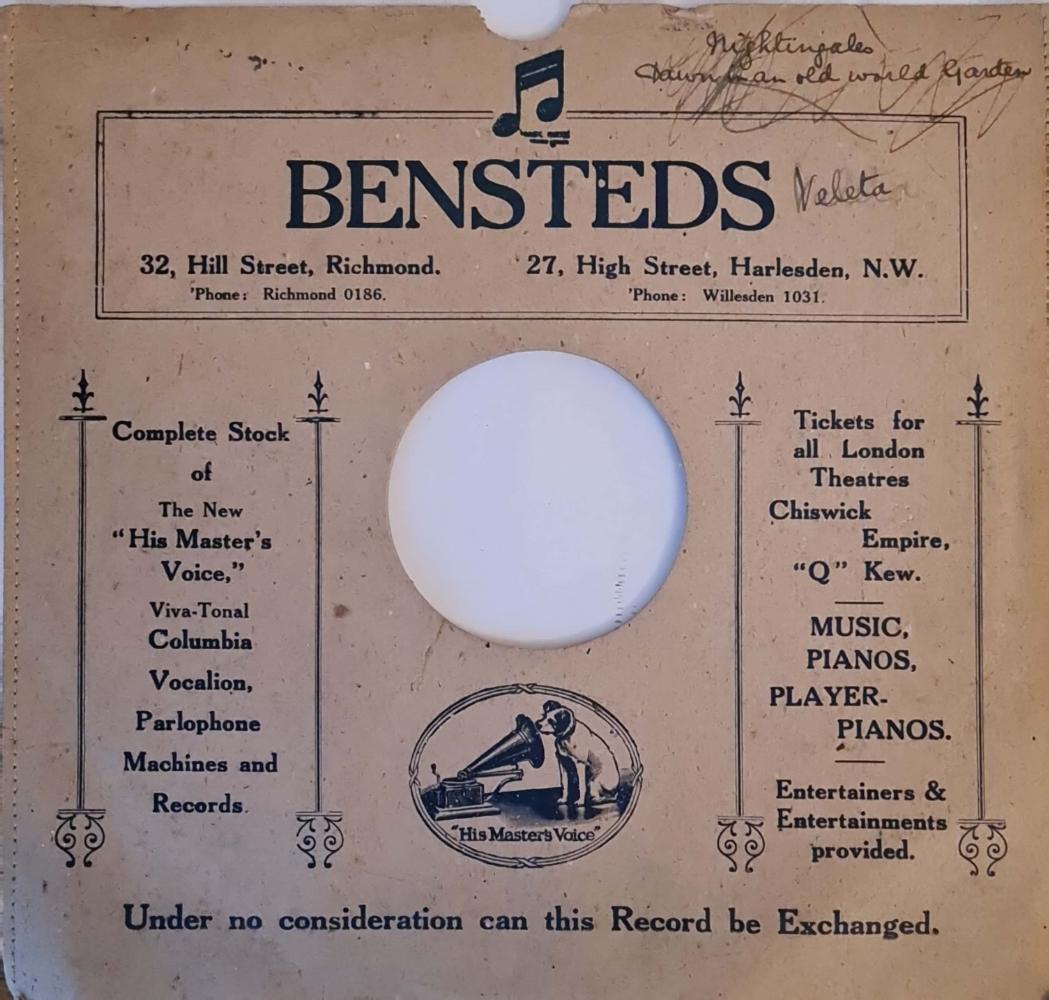 Nightingales
Dawn in an old world Garden
BENSTEDS
Veleta
32, Hill Street, Richmond.
'Phone: Richmond 0186.
27, High Street, Harlesden, N.W.
'Phone: Willesden 1031.
Complete Stock
of
The New
"His Master's
Voice,"
Viva-Tonal
Columbia
Vocalion,
Parlophone
Machines and
Records.
"His Master's Voice"
Tickets for
all London
Theatres
Chiswick
Empire,
"Q" Kew.
MUSIC,
PIANOS,
PLAYER-
PIANOS.
Entertainers &
Entertainments
provided.
Under no consideration can this Record be Exchanged.